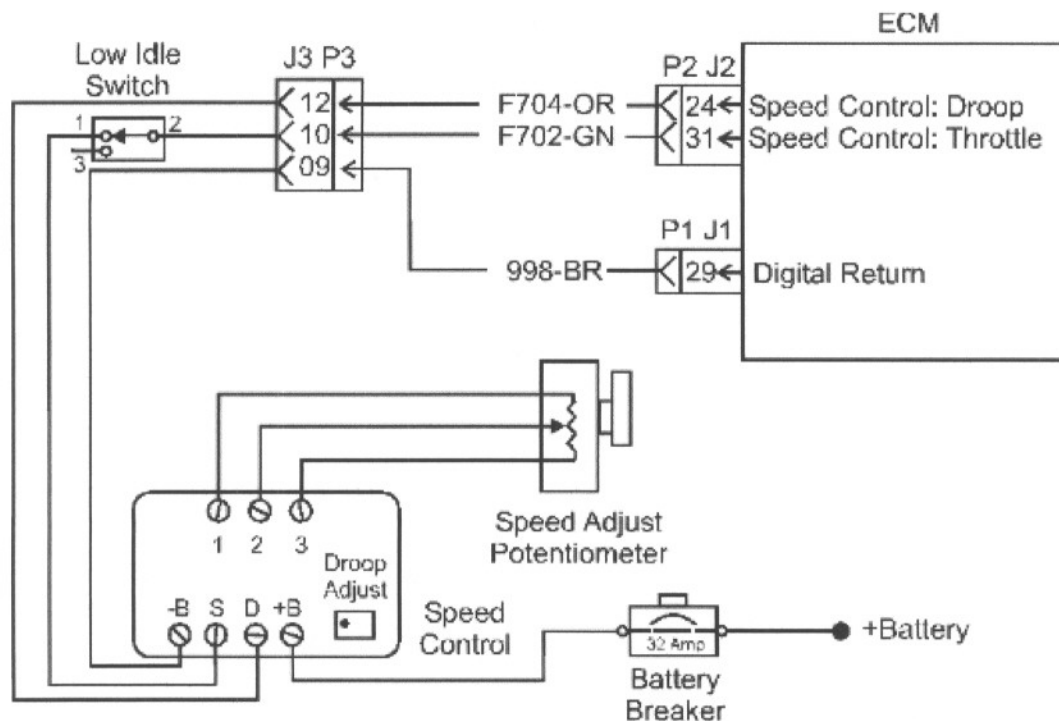 ECM
Low Idle
Switch
J3 P3
P2 J2
12
F704-OR
24
Speed Control: Droop
1
2
10
F702-GN
31
Speed Control: Throttle
3
09
P1 J1
998-BR
29
Digital Return
Speed Adjust
Potentiometer
1 2 3
Droop
Adjust
-B S D +B
Speed
Control
32 Amp
+Battery
Battery
Breaker